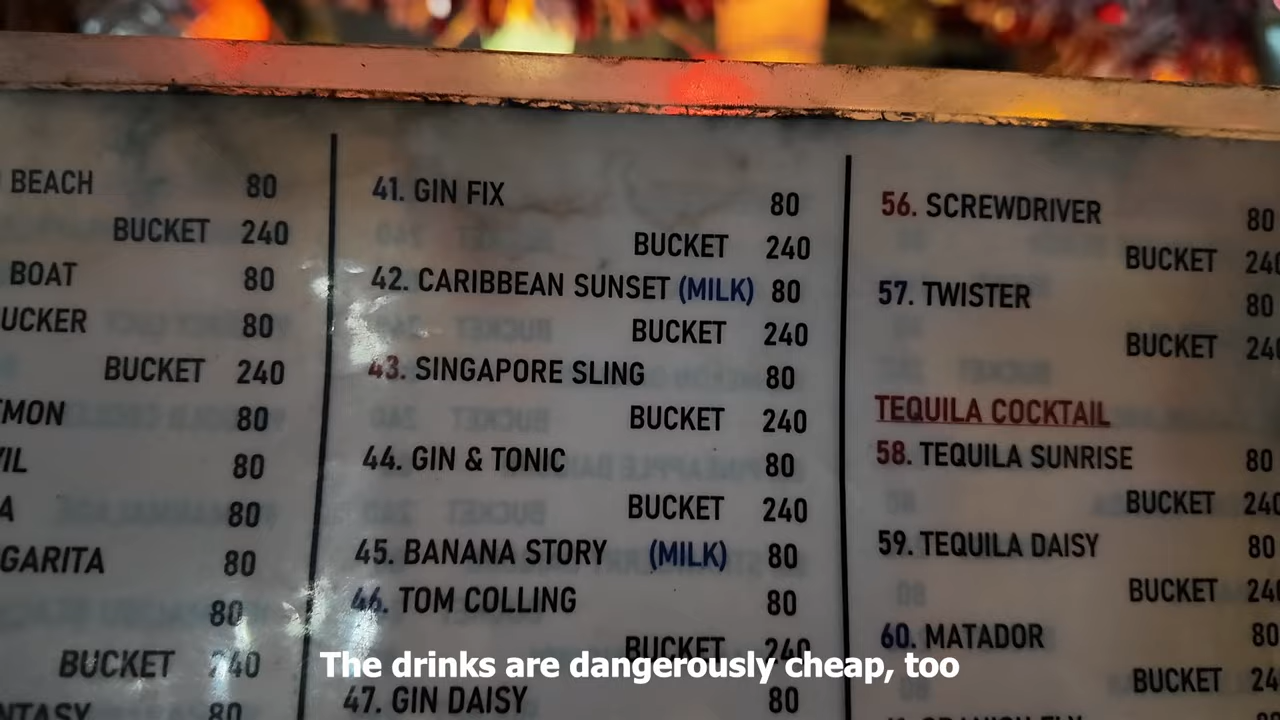 BEACH 80
BUCKET 240
BOAT 80
UCKER 80
BUCKET 240
EMON 80
VIL 80
A 80
GARITA 80
80
BUCKET 240
NTASY 80
41. GIN FIX 80
BUCKET 240
42. CARIBBEAN SUNSET (MILK) 80
BUCKET 240
43. SINGAPORE SLING 80
BUCKET 240
44. GIN & TONIC 80
BUCKET 240
45. BANANA STORY (MILK) 80
46. TOM COLLING 80
BUCKET 240
47. GIN DAISY 80
56. SCREWDRIVER 80
BUCKET 240
57. TWISTER 80
BUCKET 240
TEQUILA COCKTAIL
58. TEQUILA SUNRISE 80
BUCKET 240
59. TEQUILA DAISY 80
BUCKET 240
60. MATADOR 80
BUCKET 24
The drinks are dangerously cheap, too